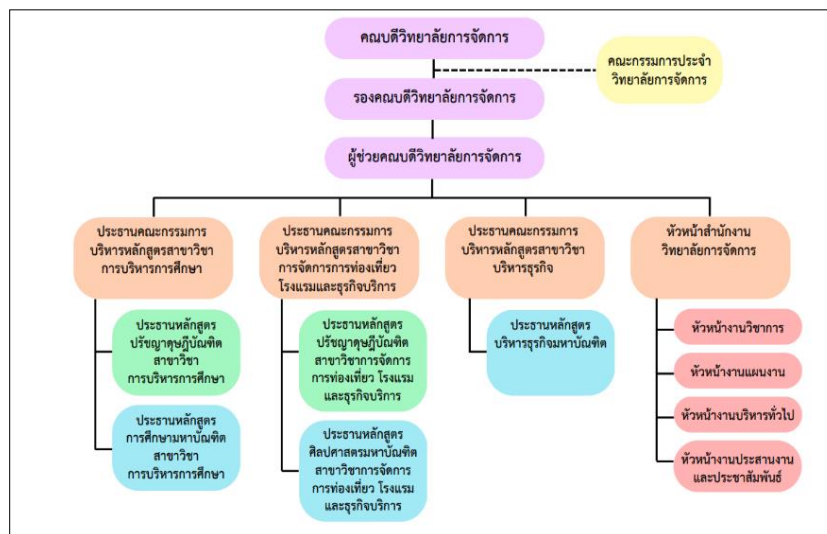 คณบดีวิทยาลัยการจัดการ
คณะกรรมการประจำ
วิทยาลัยการจัดการ
รองคณบดีวิทยาลัยการจัดการ
ผู้ช่วยคณบดีวิทยาลัยการจัดการ
ประธานคณะกรรมการ
บริหารหลักสูตรสาขาวิชา
การบริหารการศึกษา
ประธานคณะกรรมการ
บริหารหลักสูตรสาขาวิชา
การจัดการการท่องเที่ยว
โรงแรมและธุรกิจบริการ
ประธานคณะกรรมการ
บริหารหลักสูตรสาขาวิชา
บริหารธุรกิจ
หัวหน้าสำนักงาน
วิทยาลัยการจัดการ
ประธานหลักสูตร
ปรัชญาดุษฎีบัณฑิต
สาขาวิชา
การบริหารการศึกษา
ประธานหลักสูตร
การศึกษามหาบัณฑิต
สาขาวิชา
การบริหารการศึกษา
ประธานหลักสูตร
ปรัชญาดุษฎีบัณฑิต
สาขาวิชาการจัดการ
การท่องเที่ยว โรงแรม
และธุรกิจบริการ
ประธานหลักสูตร
ศิลปศาสตรมหาบัณฑิต
สาขาวิชาการจัดการ
การท่องเที่ยว โรงแรม
และธุรกิจบริการ
ประธานหลักสูตร
บริหารธุรกิจมหาบัณฑิต
หัวหน้างานวิชาการ
หัวหน้างานแผนงาน
หัวหน้างานบริหารทั่วไป
หัวหน้างานประสานงาน
และประชาสัมพันธ์